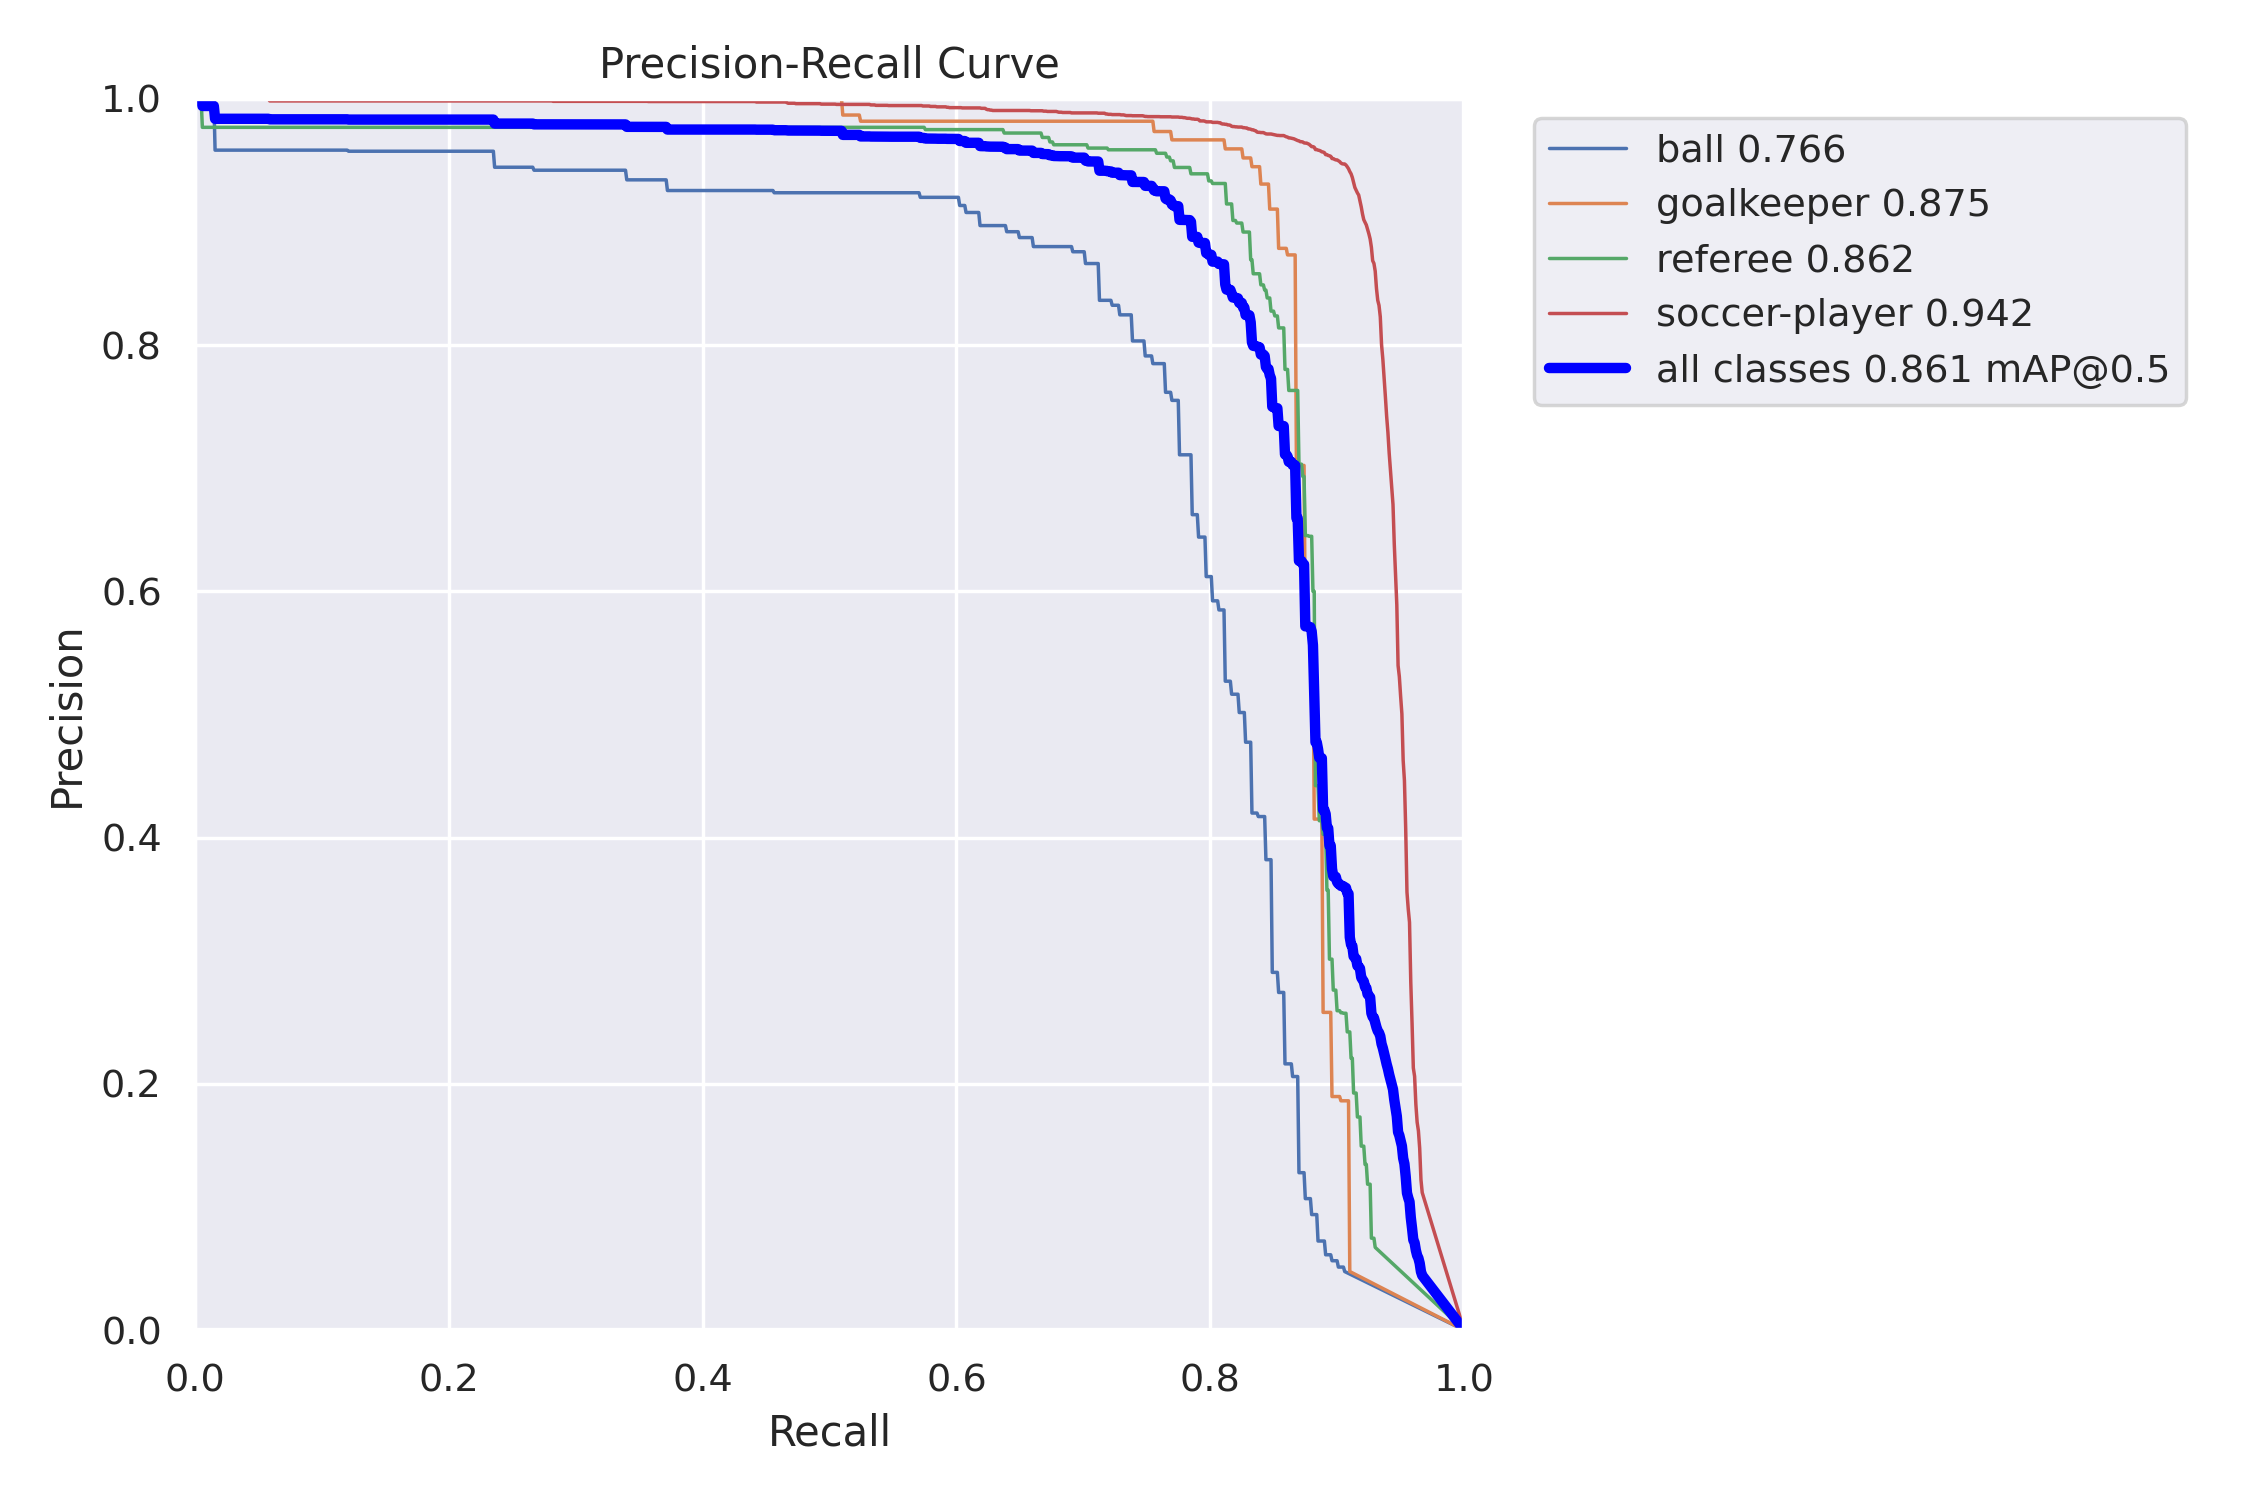 Precision-Recall Curve
1.0
0.8
0.6
0.4
0.2
0.0
Precision
0.0 0.2 0.4 0.6 0.8 1.0
Recall
ball 0.766
goalkeeper 0.875
referee 0.862
soccer-player 0.942
all classes 0.861 mAP@0.5